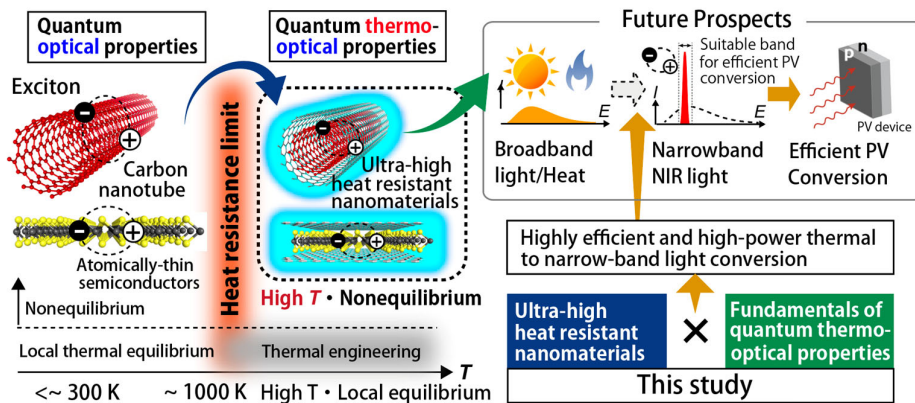 Quantum
optical properties
Quantum thermo-
optical properties
Exciton
Carbon
nanotube
Atomically-thin
semiconductors
Heat resistance limit
Ultra-high
heat resistant
nanomaterials
High T・Nonequilibrium
Nonequilibrium
Local thermal equilibrium
Thermal engineering
T
<~ 300 K
~ 1000 K
High T・Local equilibrium
Future Prospects
I
E
Broadband
light/Heat
Suitable band
for efficient PV
conversion
I
E
Narrowband
NIR light
p
n
PV device
Efficient PV
Conversion
Highly efficient and high-power thermal
to narrow-band light conversion
Ultra-high
heat resistant
nanomaterials
×
Fundamentals of
quantum thermo-
optical properties
This study